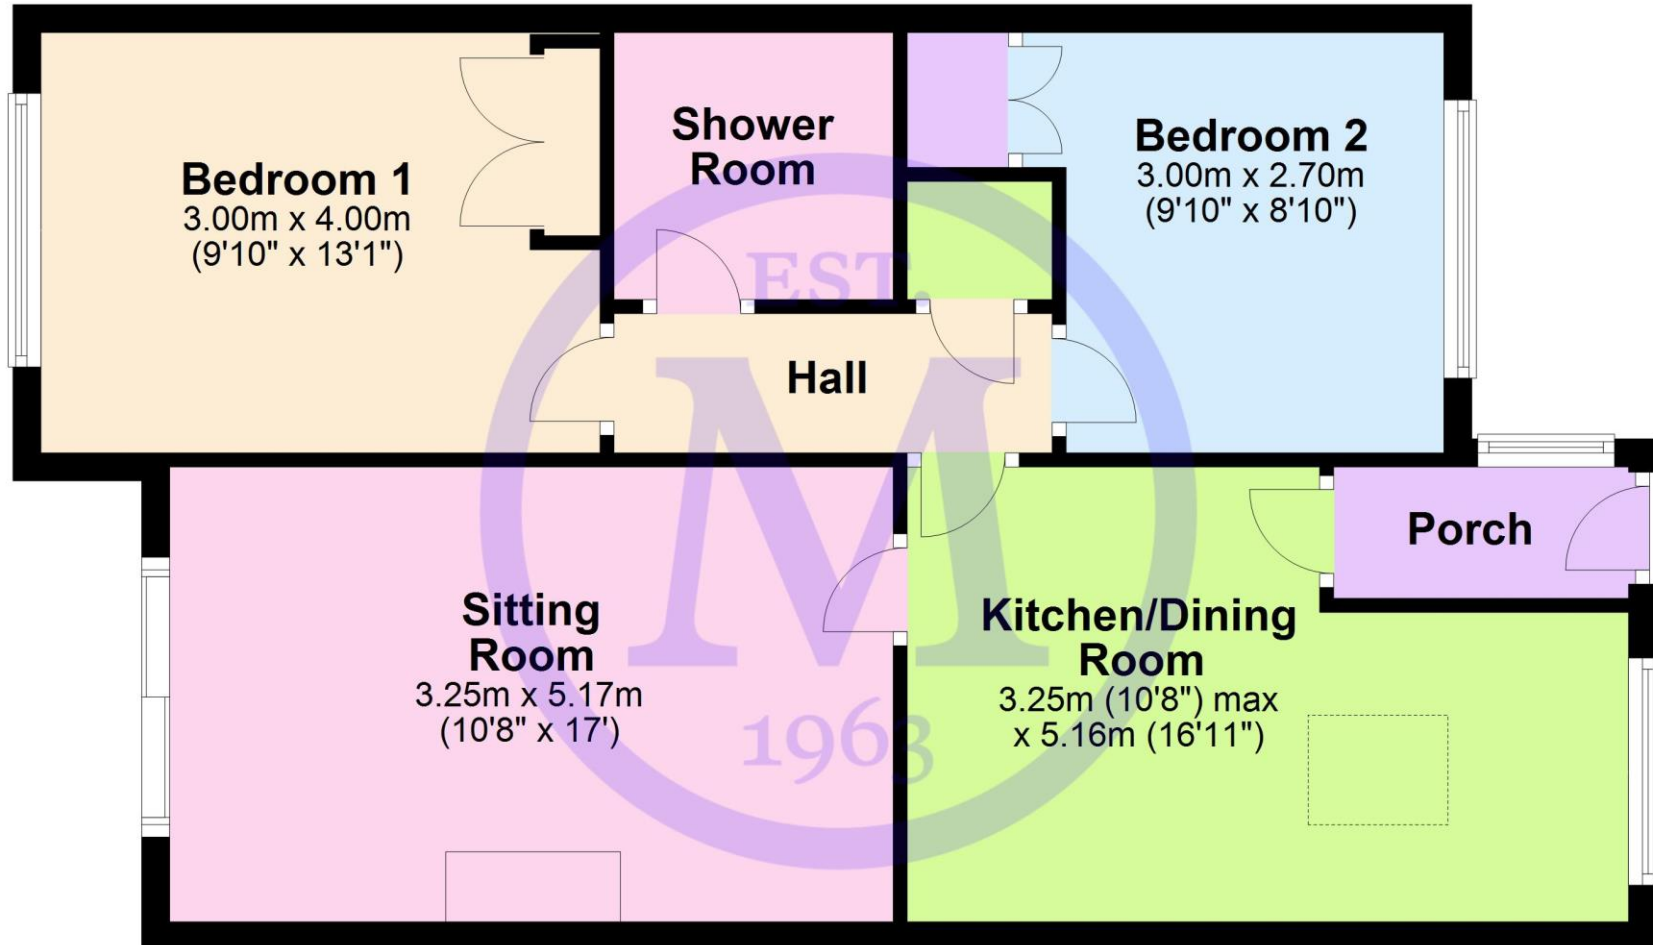 Bedroom 1
3.00m x 4.00m
(9'10" x 13'1")
Shower
Room
Bedroom 2
3.00m x 2.70m
(9'10" x 8'10")
EST.
Hall
M
Porch
Sitting
Room
3.25m x 5.17m
(10'8" x 17')
Kitchen/Dining
Room
3.25m (10'8") max
x 5.16m (16'11")
1963